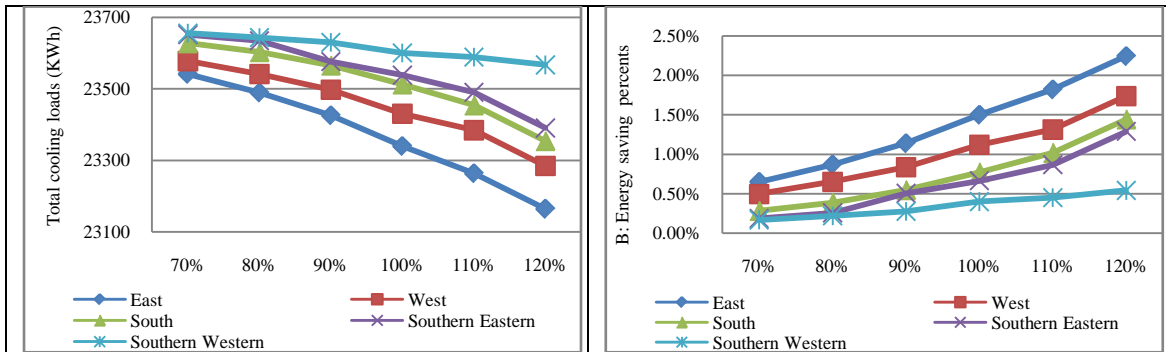 Total cooling loads (KWh)
23700
23500
23300
23100
70% 80% 90% 100% 110% 120%
East West
South Southern Eastern
Southern Western
B: Energy saving percents
2.50%
2.00%
1.50%
1.00%
0.50%
0.00%
70% 80% 90% 100% 110% 120%
East West
South Southern Eastern
Southern Western